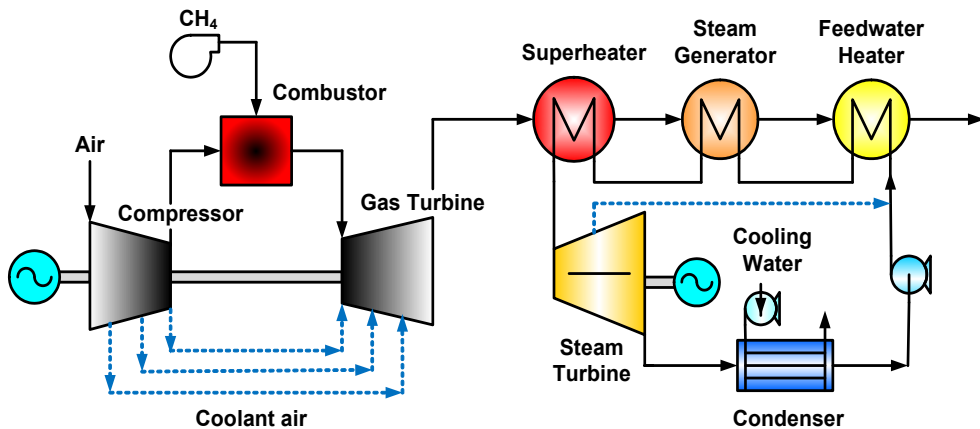 CH₄
Combustor
Air
Compressor
Gas Turbine
Coolant air
Superheater
Steam
Generator
Feedwater
Heater
Cooling
Water
Steam
Turbine
Condenser